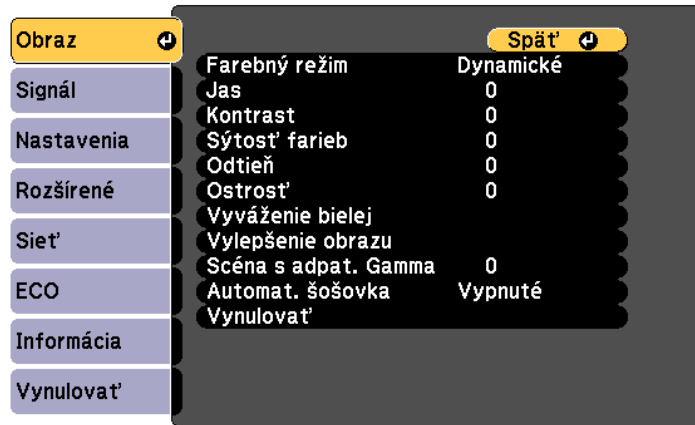 Obraz
Signál
Nastavenia
Rozšírené
Sieť
ECO
Informácia
Vynulovať
Späť
Farebný režim Dynamické
Jas 0
Kontrast 0
Sýtosť farieb 0
Odtieň 0
Ostrosť 0
Vyváženie bielej
Vylepšenie obrazu
Scéna s adpat. Gamma 0
Automat. šošovka Vypnuté
Vynulovať